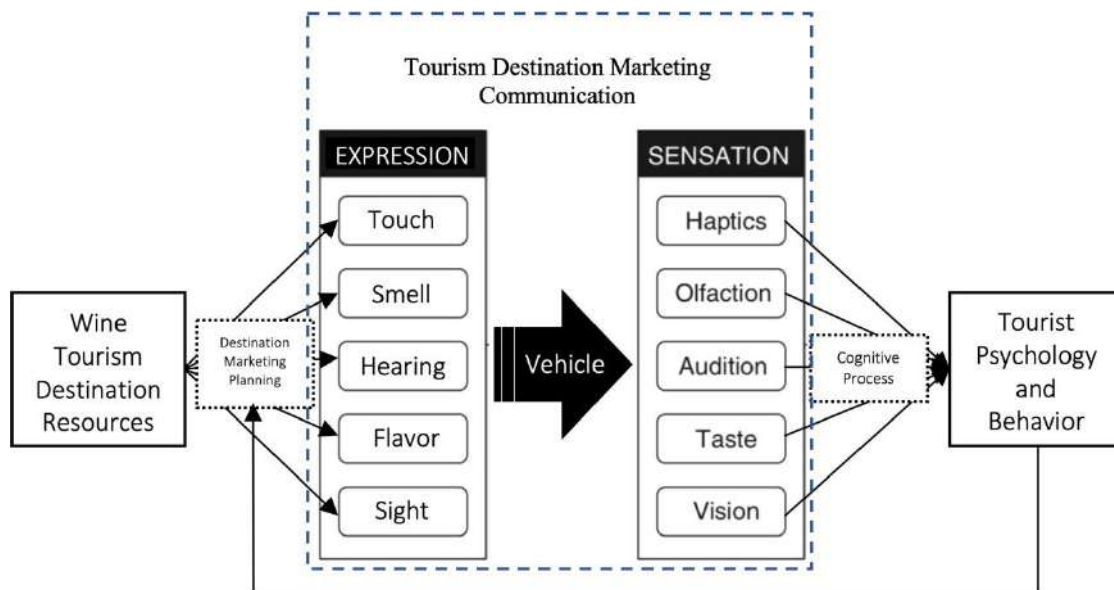 Tourism Destination Marketing
Communication
EXPRESSION
SENSATION
Touch
Smell
Hearing
Flavor
Sight
Haptics
Olfaction
Audition
Taste
Vision
Wine
Tourism
Destination
Resources
Destination
Marketing
Planning
Vehicle
Cognitive
Process
Tourist
Psychology
and
Behavior